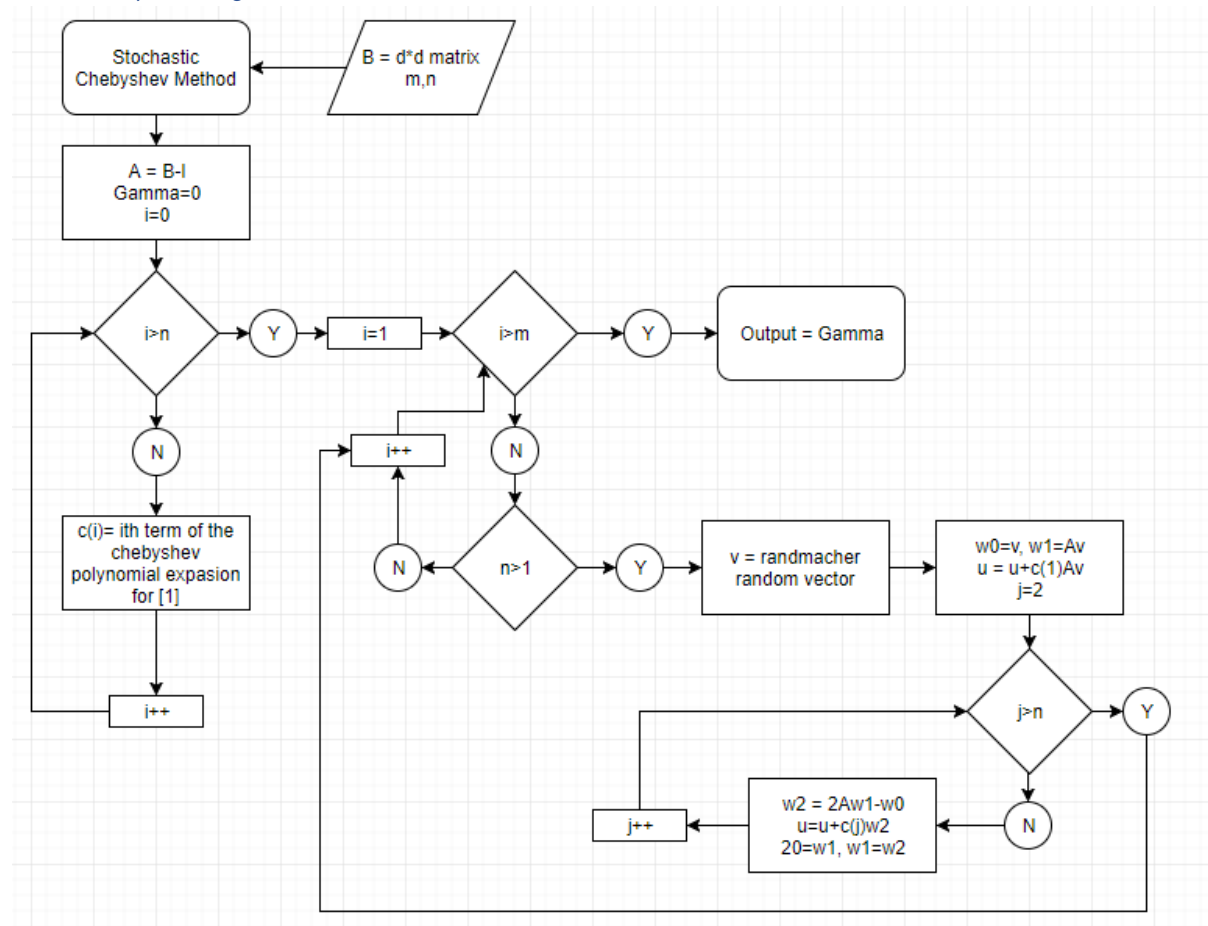 Stochastic
Chebyshev Method
B = d*d matrix
m,n
A = B-I
Gamma=0
i=0
i>n
Y
i=1
i>m
Y
Output = Gamma
N
i++
N
c(i)= ith term of the
chebyshev
polynomial expasion
for [1]
n>1
N
Y
v = randmacher
random vector
w0=v, w1=Av
u = u+c(1)Av
j=2
i++
j>n
Y
w2 = 2Aw1-w0
u=u+c(j)w2
20=w1, w1=w2
j++
N